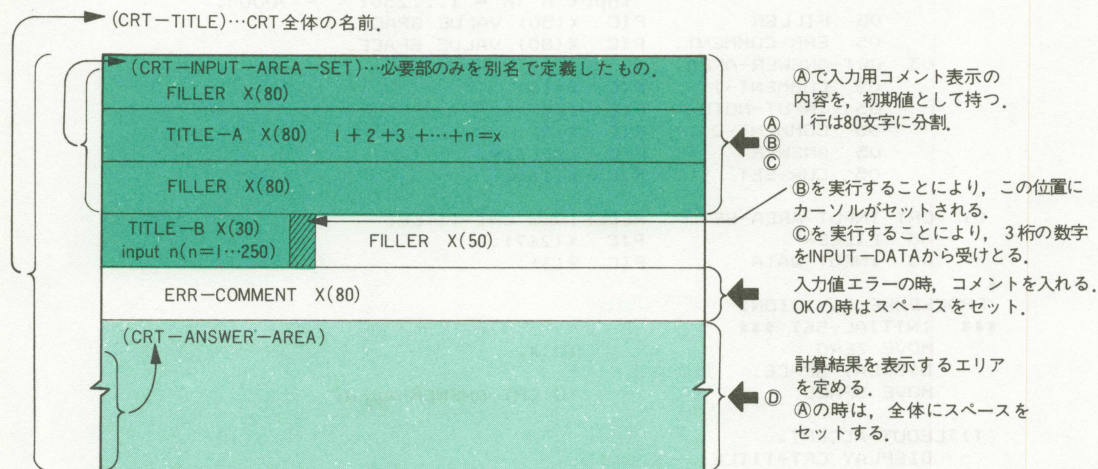 (CRT−TITLE)…CRT全体の名前.
(CRT−INPUT−AREA−SET)…必要部のみを別名で定義したもの.
FILLER X(80)
TITLE−A X(80) 1+2+3+…+n=x
FILLER X(80)
TITLE−B X(30)
input n(n=1…250)
FILLER X(50)
ERR−COMMENT X(80)
(CRT−ANSWER−AREA)
Ⓐ
Ⓑ
Ⓒ
Ⓐで入力用コメント表示の
内容を,初期値として持つ.
1行は80文字に分割.
Ⓑを実行することにより,この位置に
カーソルがセットされる.
Ⓒを実行することにより,3桁の数字
をINPUT−DATAから受けとる.
入力値エラーの時,コメントを入れる.
OKの時はスペースをセット.
Ⓓ
計算結果を表示するエリア
を定める.
Ⓐの時は,全体にスペースを
セットする.